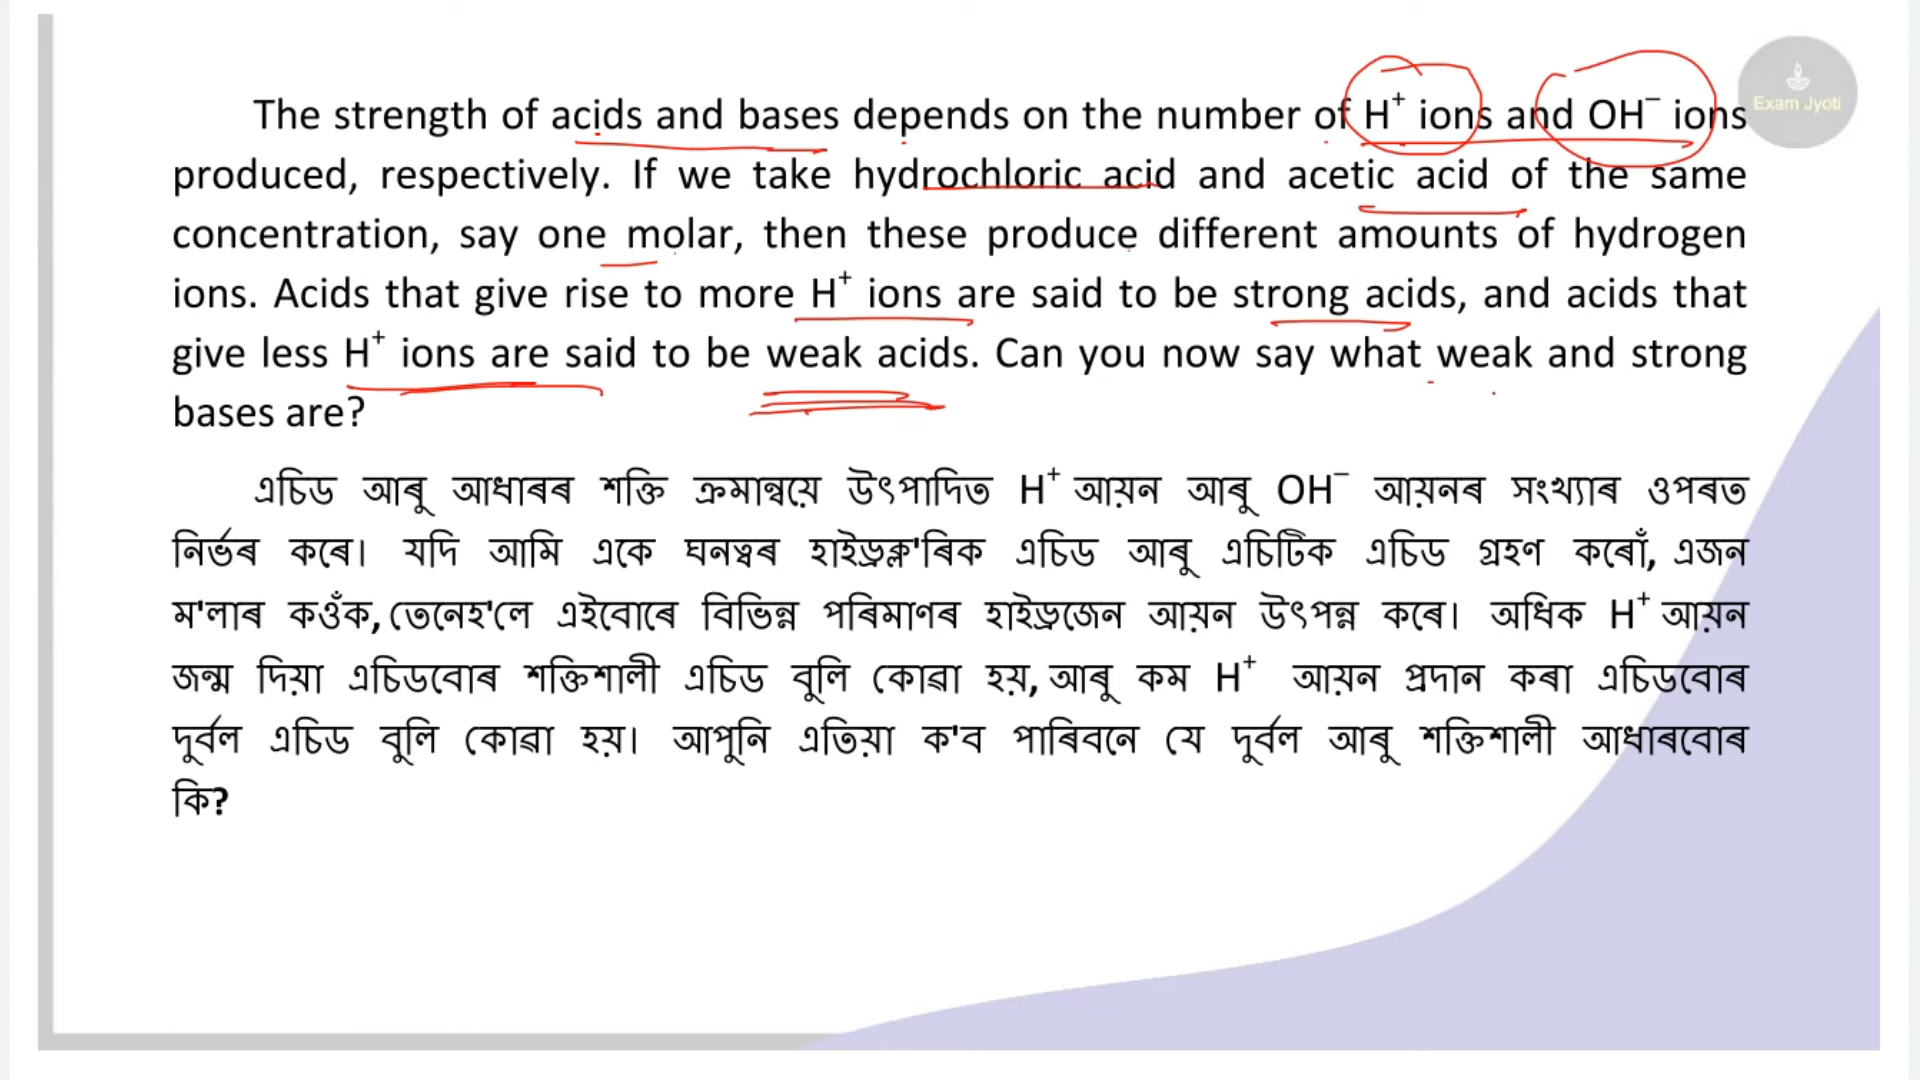 The strength of acids and bases depends on the number of H⁺ ions and OH⁻ ions
Exam Jyoti
produced, respectively. If we take hydrochloric acid and acetic acid of the same
concentration, say one molar, then these produce different amounts of hydrogen
ions. Acids that give rise to more H⁺ ions are said to be strong acids, and acids that
give less H⁺ ions are said to be weak acids. Can you now say what weak and strong
bases are?
এচিড আৰু আধাৰৰ শক্তি ক্ৰমান্বয়ে উৎপাদিত H⁺ আয়ন আৰু OH⁻ আয়নৰ সংখ্যাৰ ওপৰত
নিৰ্ভৰ কৰে। যদি আমি একে ঘনত্বৰ হাইড্ৰক্ল'ৰিক এচিড আৰু এচিটিক এচিড গ্ৰহণ কৰোঁ, এজন
ম'লাৰ কওঁক, তেনেহ'লে এইবোৰে বিভিন্ন পৰিমাণৰ হাইড্ৰজেন আয়ন উৎপন্ন কৰে। অধিক H⁺ আয়ন
জন্ম দিয়া এচিডবোৰ শক্তিশালী এচিড বুলি কোৱা হয়, আৰু কম H⁺ আয়ন প্ৰদান কৰা এচিডবোৰ
দুৰ্বল এচিড বুলি কোৱা হয়। আপুনি এতিয়া ক'ব পাৰিবনে যে দুৰ্বল আৰু শক্তিশালী আধাৰবোৰ
কি?